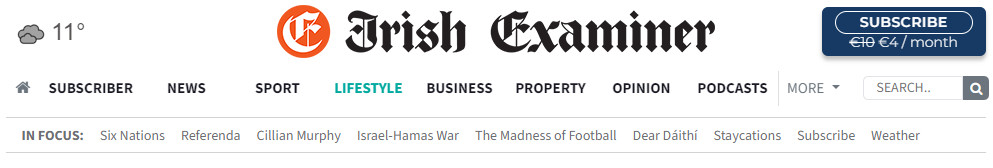 11°
E Irish Examiner
SUBSCRIBE
€10 €4 / month
SUBSCRIBER NEWS SPORT LIFESTYLE BUSINESS PROPERTY OPINION PODCASTS MORE SEARCH..
IN FOCUS: Six Nations Referenda Cillian Murphy Israel-Hamas War The Madness of Football Dear Dáithí Staycations Subscribe Weather